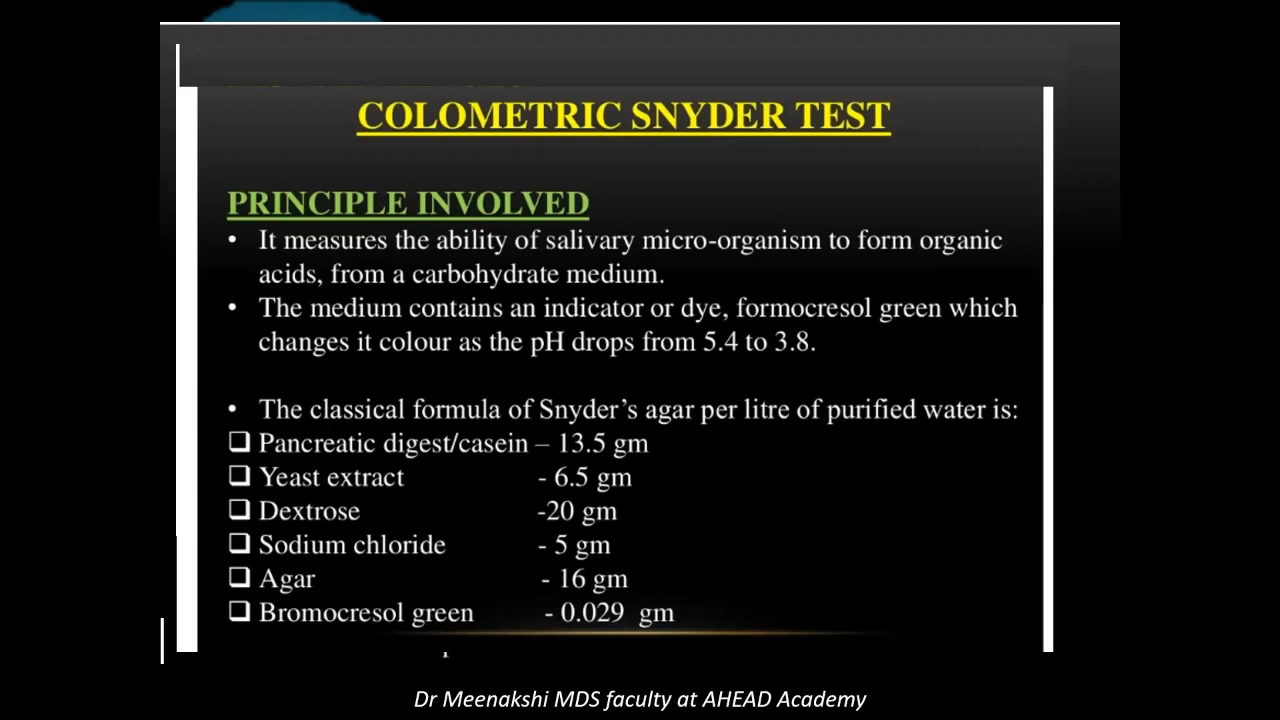 COLOMETRIC SNYDER TEST
PRINCIPLE INVOLVED
• It measures the ability of salivary micro-organism to form organic
acids, from a carbohydrate medium.
• The medium contains an indicator or dye, formocresol green which
changes it colour as the pH drops from 5.4 to 3.8.
• The classical formula of Snyder's agar per litre of purified water is:
❑ Pancreatic digest/casein – 13.5 gm
❑ Yeast extract - 6.5 gm
❑ Dextrose -20 gm
❑ Sodium chloride - 5 gm
❑ Agar - 16 gm
❑ Bromocresol green - 0.029 gm
Dr Meenakshi MDS faculty at AHEAD Academy